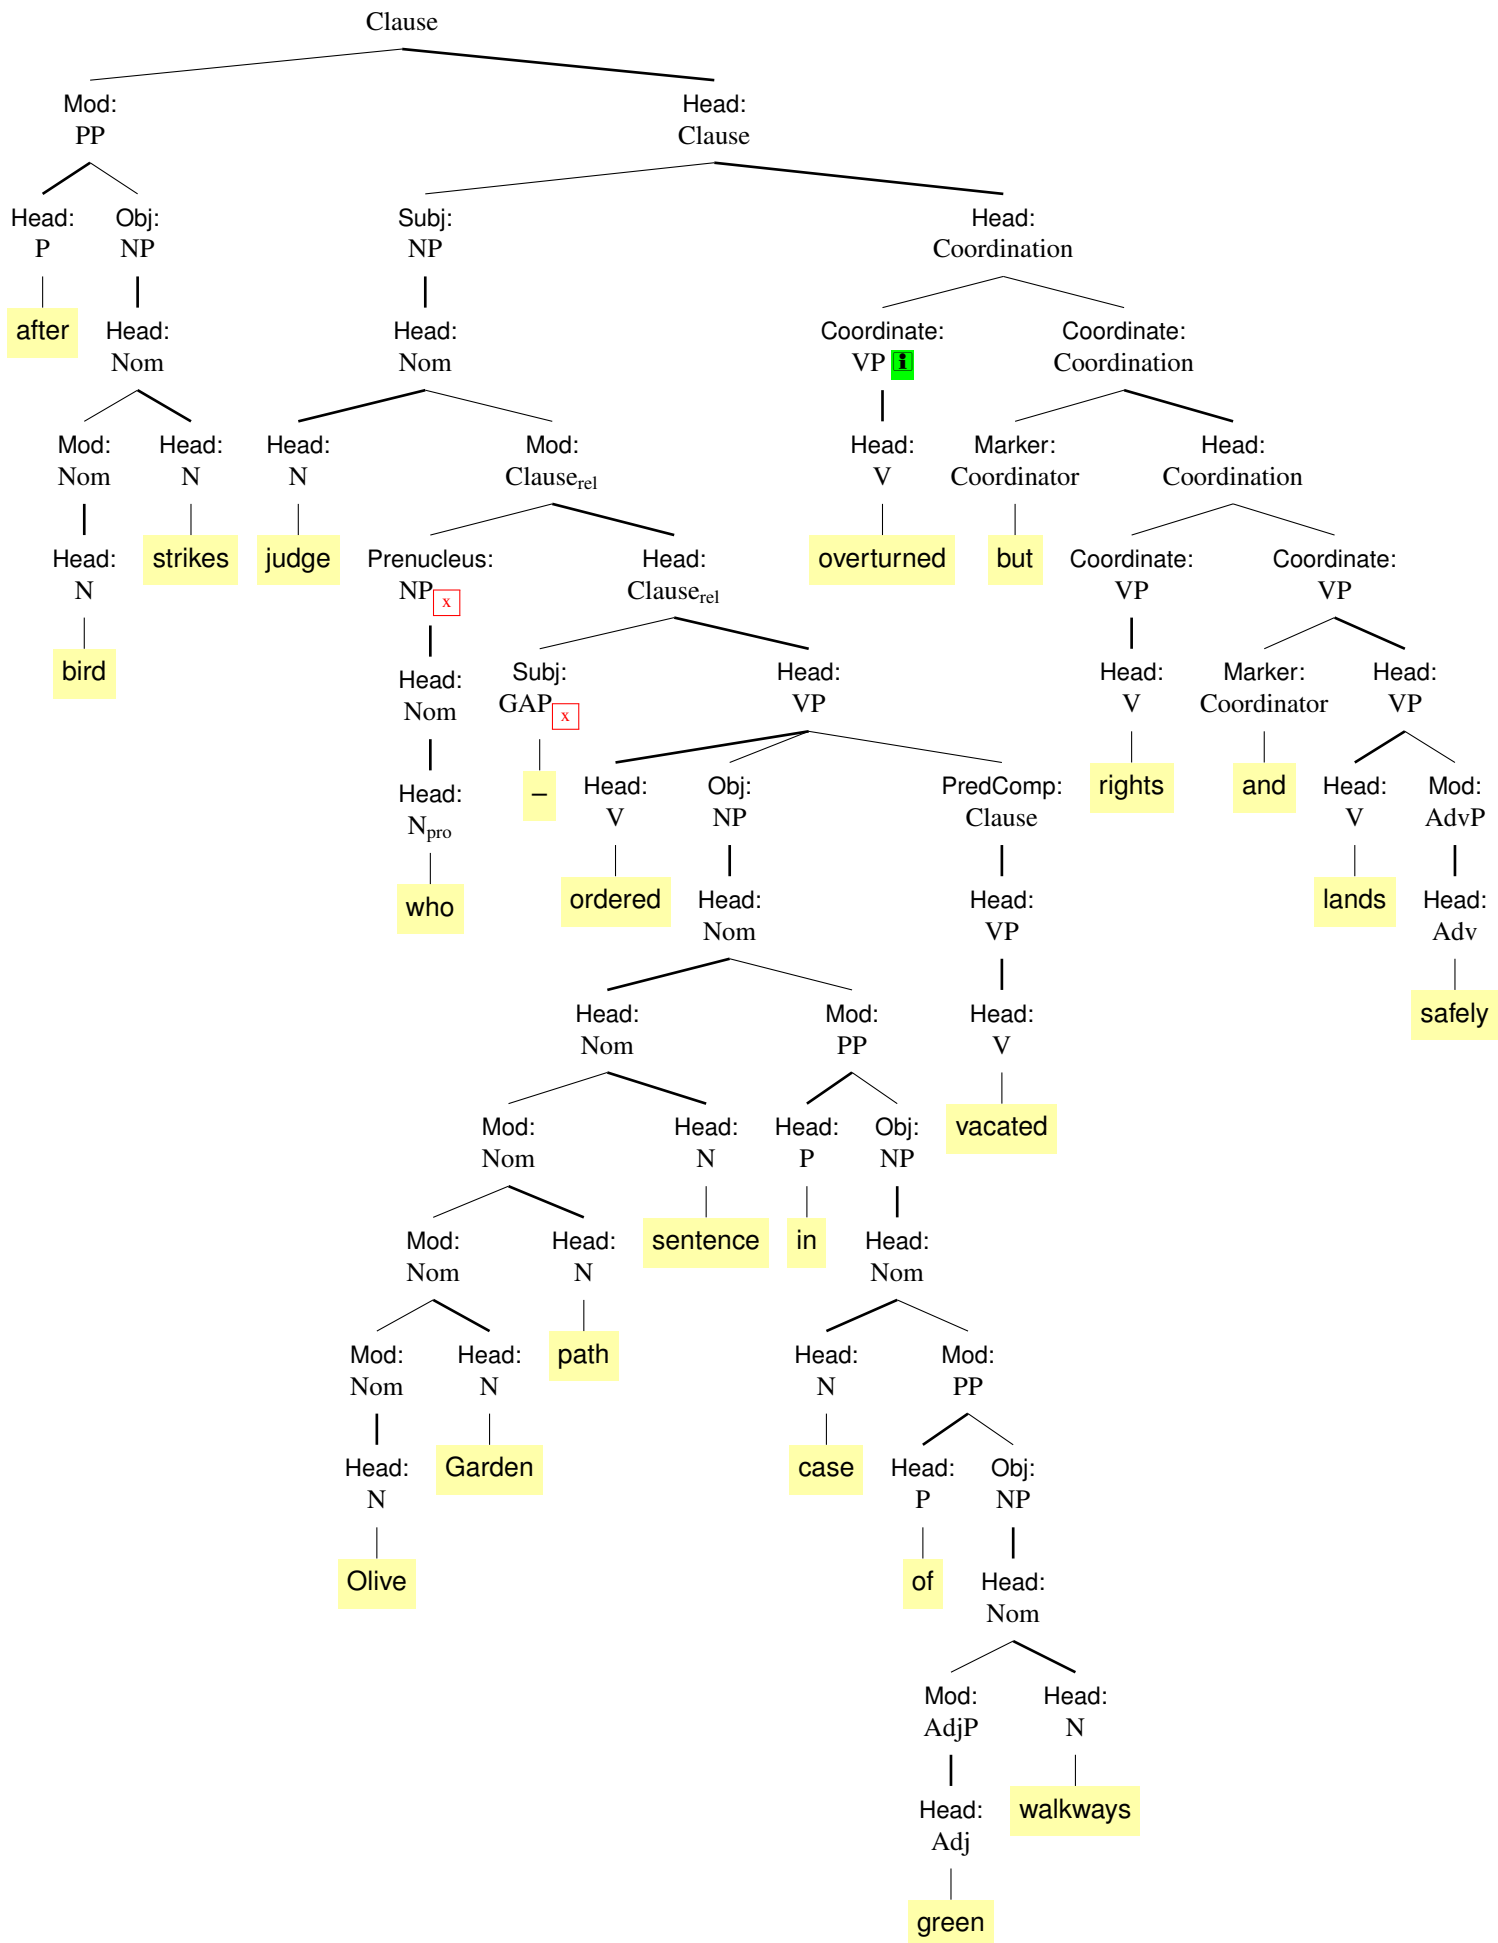 Clause
Mod: Head:
PP Clause
Head: Obj: Subj: Head:
P NP NP Coordination
after Head: Head: Coordinate: Coordinate:
Nom Nom VP i Coordination
Mod: Head: Head: Mod: Head: Marker: Head:
Nom N N Clauserel V Coordinator Coordination
Head: strikes judge Prenucleus: Head: overturned but Coordinate: Coordinate:
N NP x Clauserel VP VP
bird Head: Subj: Head: Head: Marker: Head:
Nom GAP x VP V Coordinator VP
Head: – Head: Obj: PredComp: rights and Head: Mod:
Npro V NP Clause V AdvP
who ordered Head: Head: lands Head:
Nom VP Adv
Head: Mod: Head: safely
Nom PP V
Mod: Head: Head: Obj: vacated
Nom N P NP
Mod: Head: sentence in Head:
Nom N Nom
Mod: Head: path Head: Mod:
Nom N N PP
Head: Garden case Head: Obj:
N P NP
Olive of Head:
Nom
Mod: Head:
AdjP N
Head: walkways
Adj
green